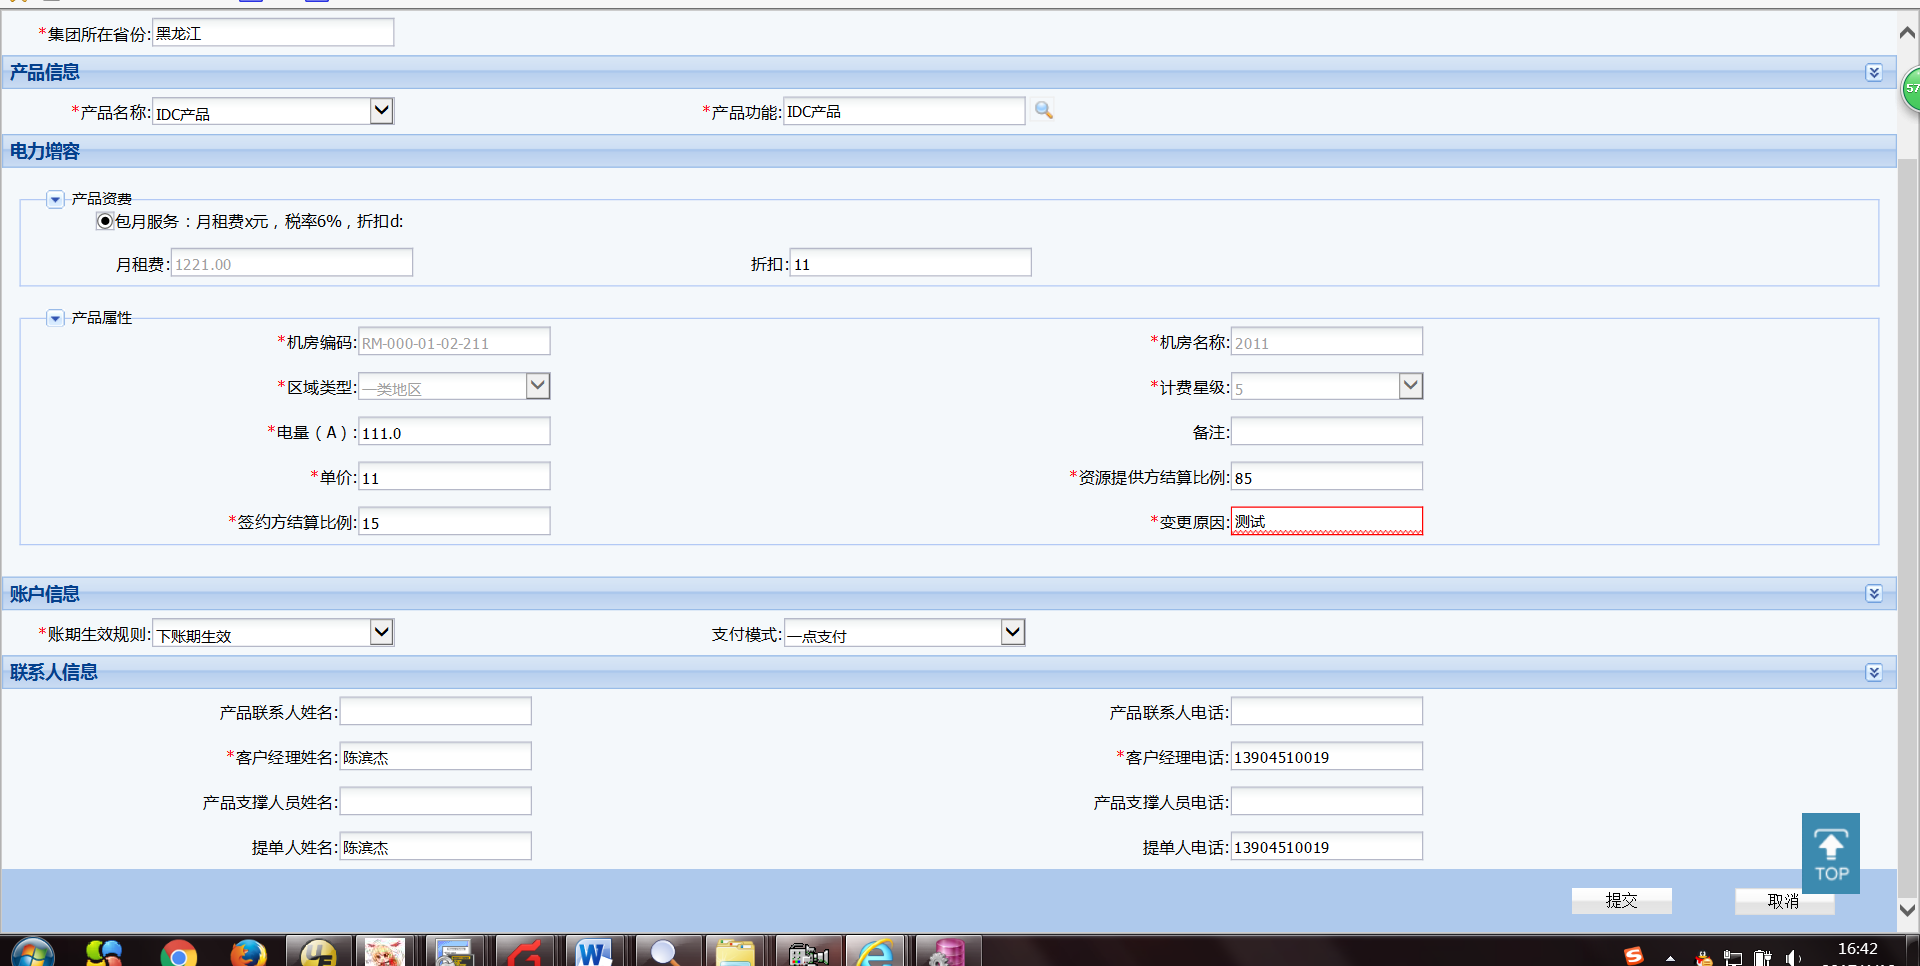 *集团所在省份: 黑龙江
产品信息
57
*产品名称: IDC产品 *产品功能: IDC产品
电力增容
产品资费
包月服务：月租费x元，税率6%，折扣d:
月租费: 1221.00 折扣: 11
产品属性
*机房编码: RM-000-01-02-211 *机房名称: 2011
*区域类型: 一类地区 *计费星级: 5
*电量（A）: 111.0 备注:
*单价: 11 *资源提供方结算比例: 85
*签约方结算比例: 15 *变更原因: 测试
账户信息
*账期生效规则: 下账期生效 支付模式: 一点支付
联系人信息
产品联系人姓名: 产品联系人电话:
*客户经理姓名: 陈滨杰 *客户经理电话: 13904510019
产品支撑人员姓名: 产品支撑人员电话:
提单人姓名: 陈滨杰 提单人电话: 13904510019
TOP
提交 取消
16:42